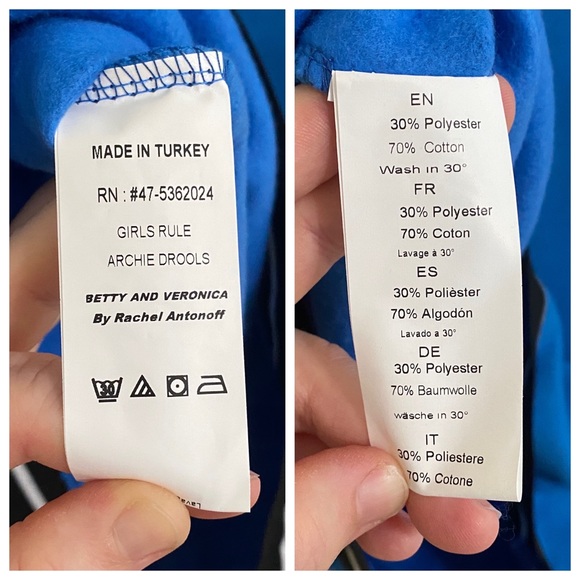 MADE IN TURKEY
RN : #47-5362024
GIRLS RULE
ARCHIE DROOLS
BETTY AND VERONICA
By Rachel Antonoff
30
EN
30% Polyester
70% Cotton
Wash in 30°
FR
30% Polyester
70% Coton
Lavage à 30°
ES
30% Polièster
70% Algodón
Lavado a 30°
DE
30% Polyester
70% Baumwolle
wäsche in 30°
IT
30% Poliestere
70% Cotone